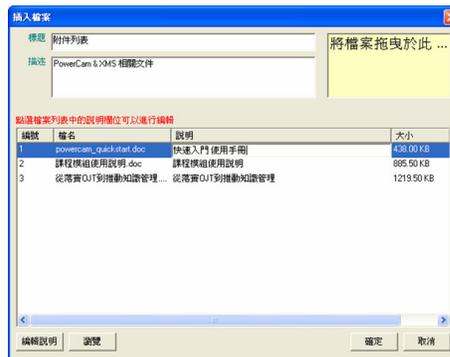 插入檔案
標題 附件列表
將檔案拖曳於此 ...
描述 PowerCam & XMS 相關文件
點選檔案列表中的說明欄位可以進行編輯
編號 檔名 說明 大小
1 powercam_quickstart.doc 快速入門 使用手冊 438.00 KB
2 課程模組使用說明.doc 課程模組使用說明 885.50 KB
3 從落實OJT到推動知識管理.... 從落實OJT到推動知識管理 1219.50 KB
編輯說明 瀏覽 確定 取消